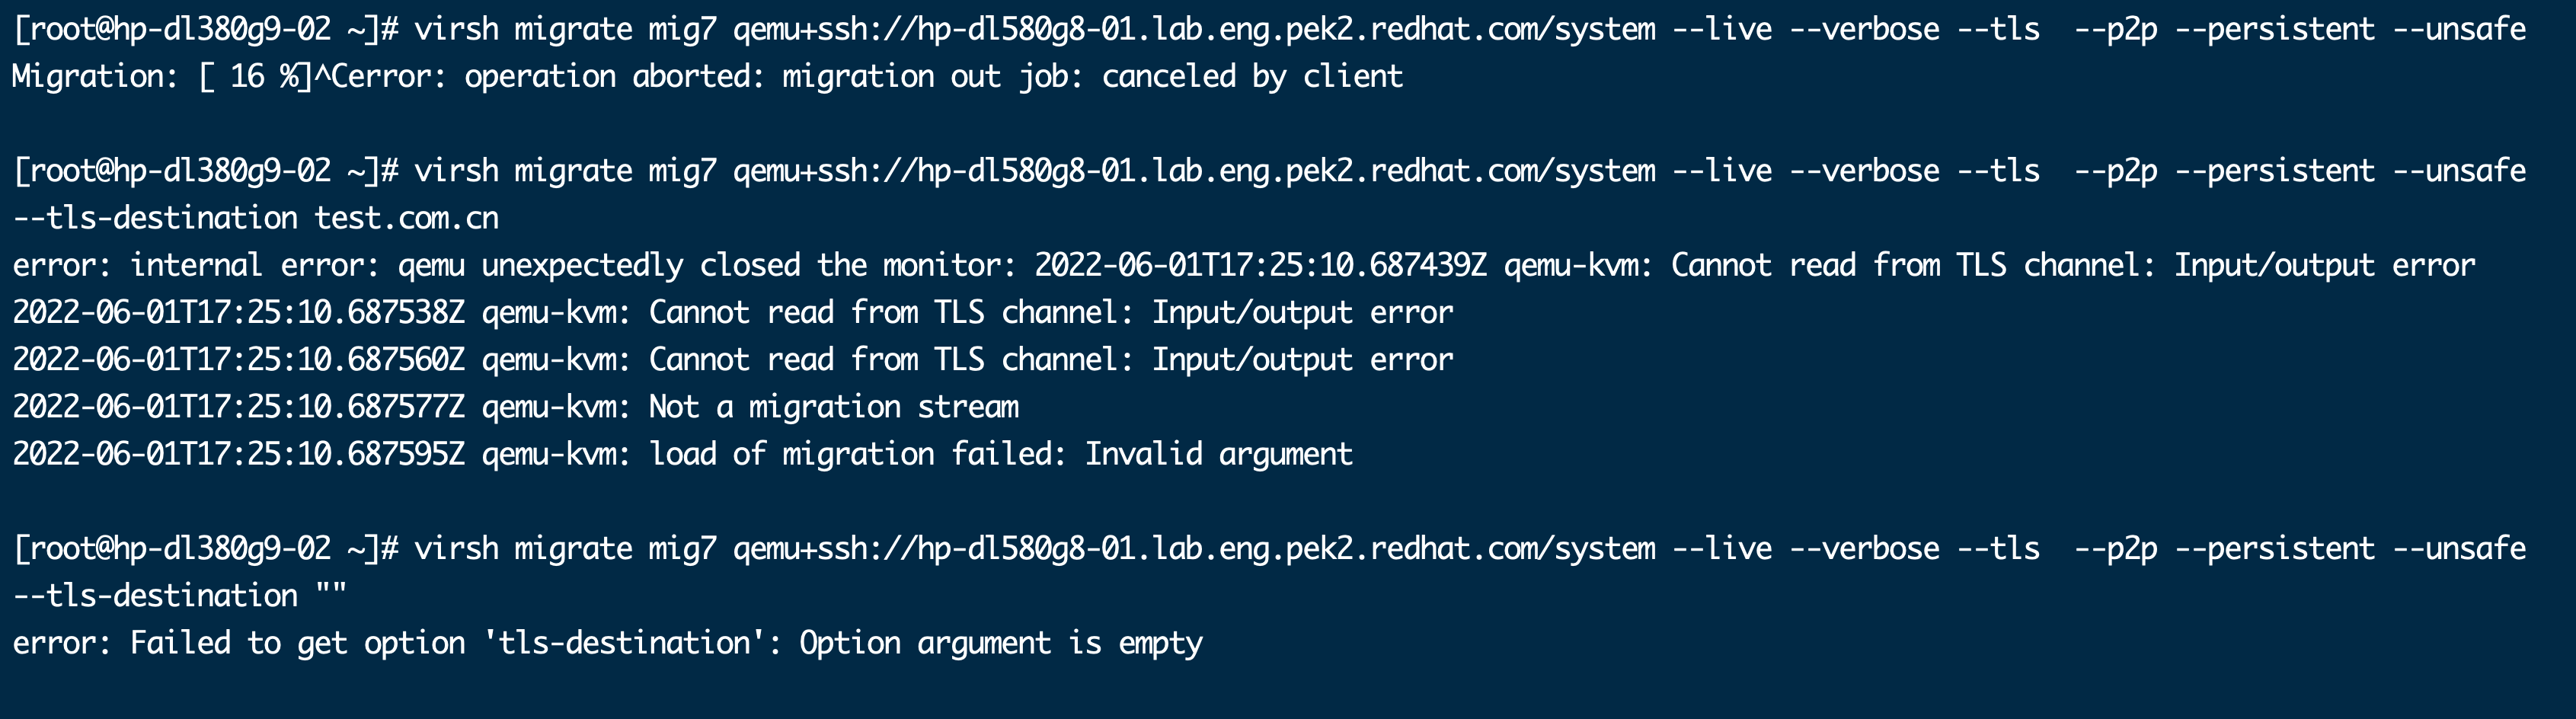 [root@hp-dl380g9-02 ~]# virsh migrate mig7 qemu+ssh://hp-dl580g8-01.lab.eng.pek2.redhat.com/system --live --verbose --tls  --p2p --persistent --unsafe
Migration: [ 16 %]^Cerror: operation aborted: migration out job: canceled by client
[root@hp-dl380g9-02 ~]# virsh migrate mig7 qemu+ssh://hp-dl580g8-01.lab.eng.pek2.redhat.com/system --live --verbose --tls  --p2p --persistent --unsafe
--tls-destination test.com.cn
error: internal error: qemu unexpectedly closed the monitor: 2022-06-01T17:25:10.687439Z qemu-kvm: Cannot read from TLS channel: Input/output error
2022-06-01T17:25:10.687538Z qemu-kvm: Cannot read from TLS channel: Input/output error
2022-06-01T17:25:10.687560Z qemu-kvm: Cannot read from TLS channel: Input/output error
2022-06-01T17:25:10.687577Z qemu-kvm: Not a migration stream
2022-06-01T17:25:10.687595Z qemu-kvm: load of migration failed: Invalid argument
[root@hp-dl380g9-02 ~]# virsh migrate mig7 qemu+ssh://hp-dl580g8-01.lab.eng.pek2.redhat.com/system --live --verbose --tls  --p2p --persistent --unsafe
--tls-destination ""
error: Failed to get option 'tls-destination': Option argument is empty